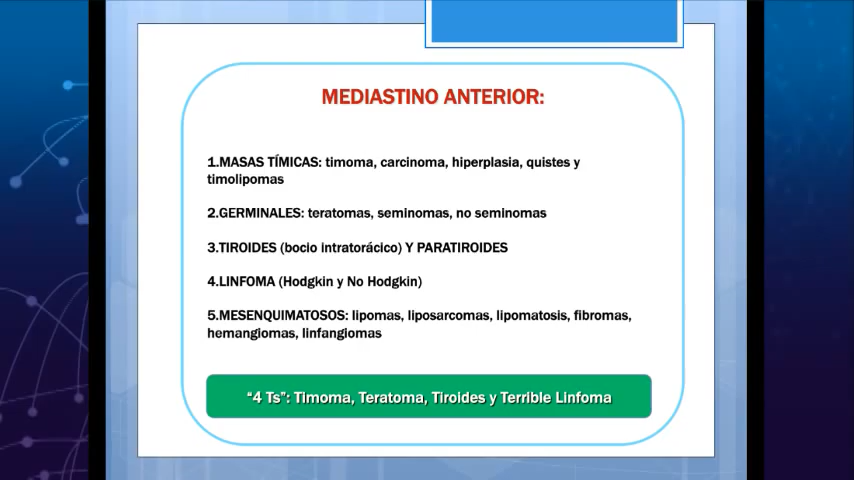 MEDIASTINO ANTERIOR:
1.MASAS TÍMICAS: timoma, carcinoma, hiperplasia, quistes y
timolipomas
2.GERMINALES: teratomas, seminomas, no seminomas
3.TIROIDES (bocio intratorácico) Y PARATIROIDES
4.LINFOMA (Hodgkin y No Hodgkin)
5.MESENQUIMATOSOS: lipomas, liposarcomas, lipomatosis, fibromas,
hemangiomas, linfangiomas
“4 Ts”: Timoma, Teratoma, Tiroides y Terrible Linfoma